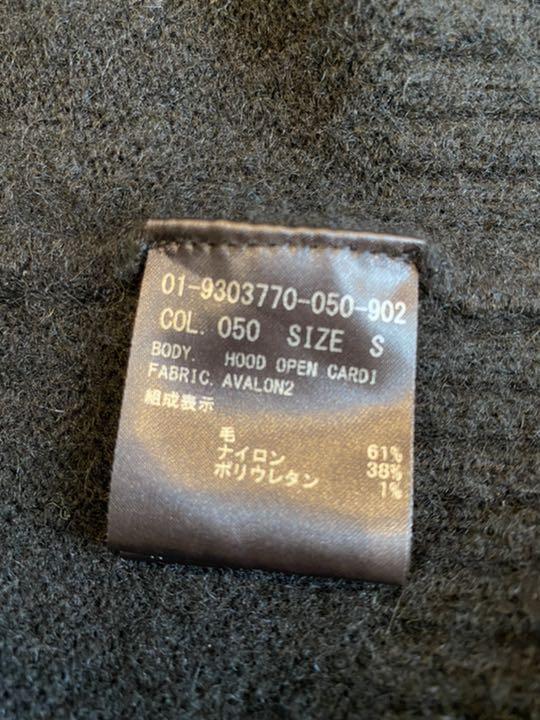 01-9303770-050-902
COL. 050 SIZE S
BODY. HOOD OPEN CARDI
FABRIC. AVALON2
組成表示
毛 61%
ナイロン 38%
ポリウレタン 1%